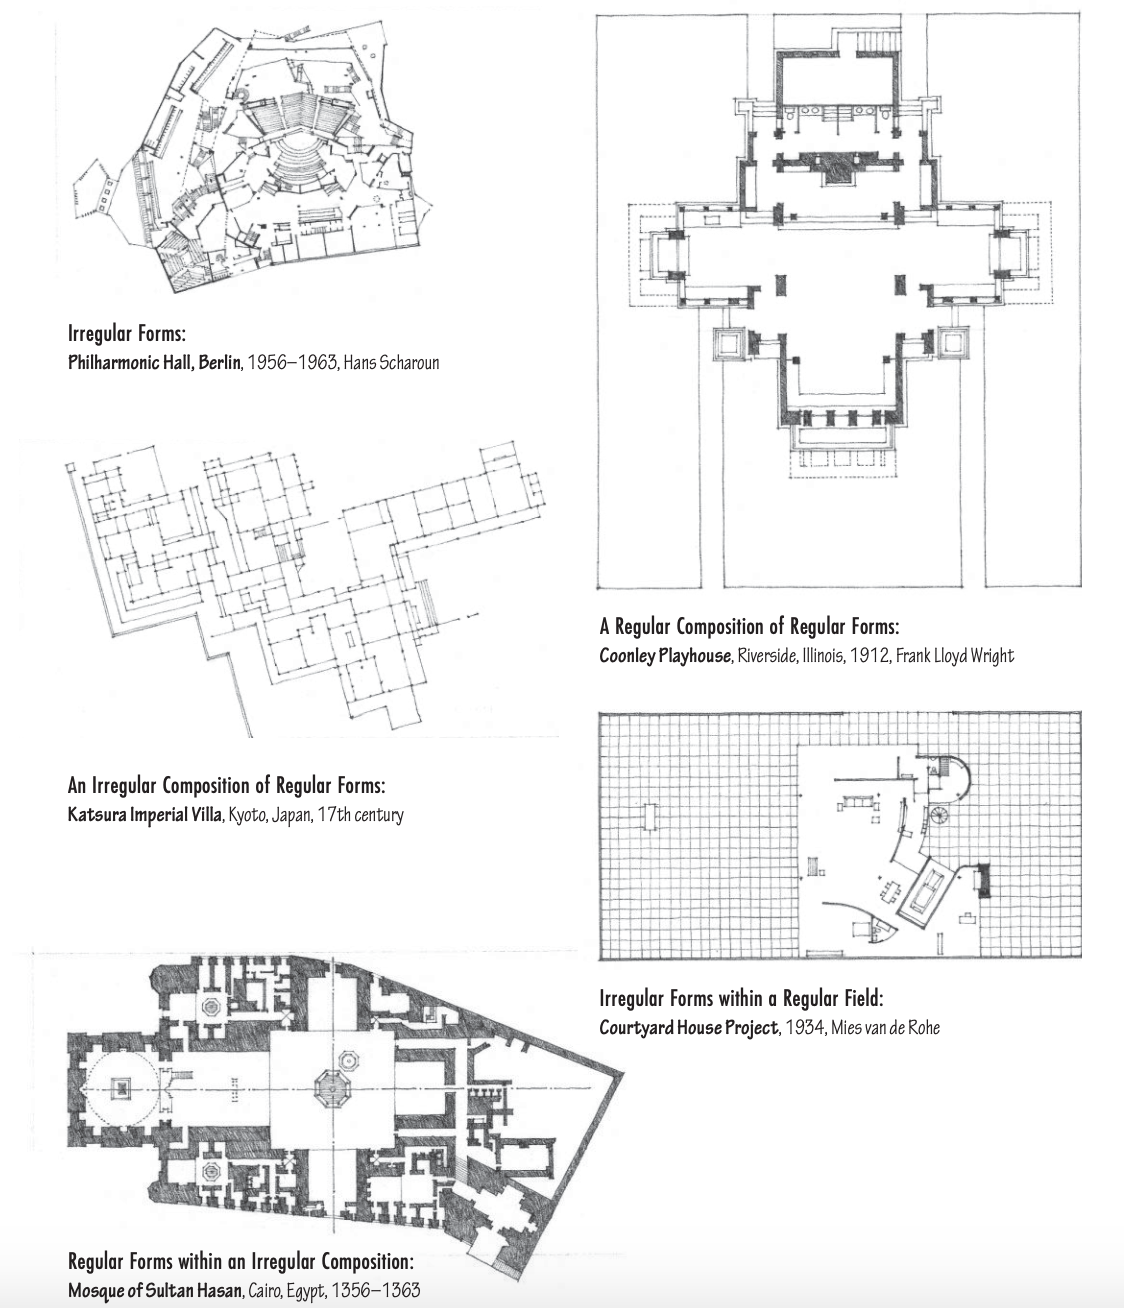 Irregular Forms:
Philharmonic Hall, Berlin, 1956–1963, Hans Scharoun
An Irregular Composition of Regular Forms:
Katsura Imperial Villa, Kyoto, Japan, 17th century
Regular Forms within an Irregular Composition:
Mosque of Sultan Hasan, Cairo, Egypt, 1356–1363
A Regular Composition of Regular Forms:
Coonley Playhouse, Riverside, Illinois, 1912, Frank Lloyd Wright
Irregular Forms within a Regular Field:
Courtyard House Project, 1934, Mies van de Rohe